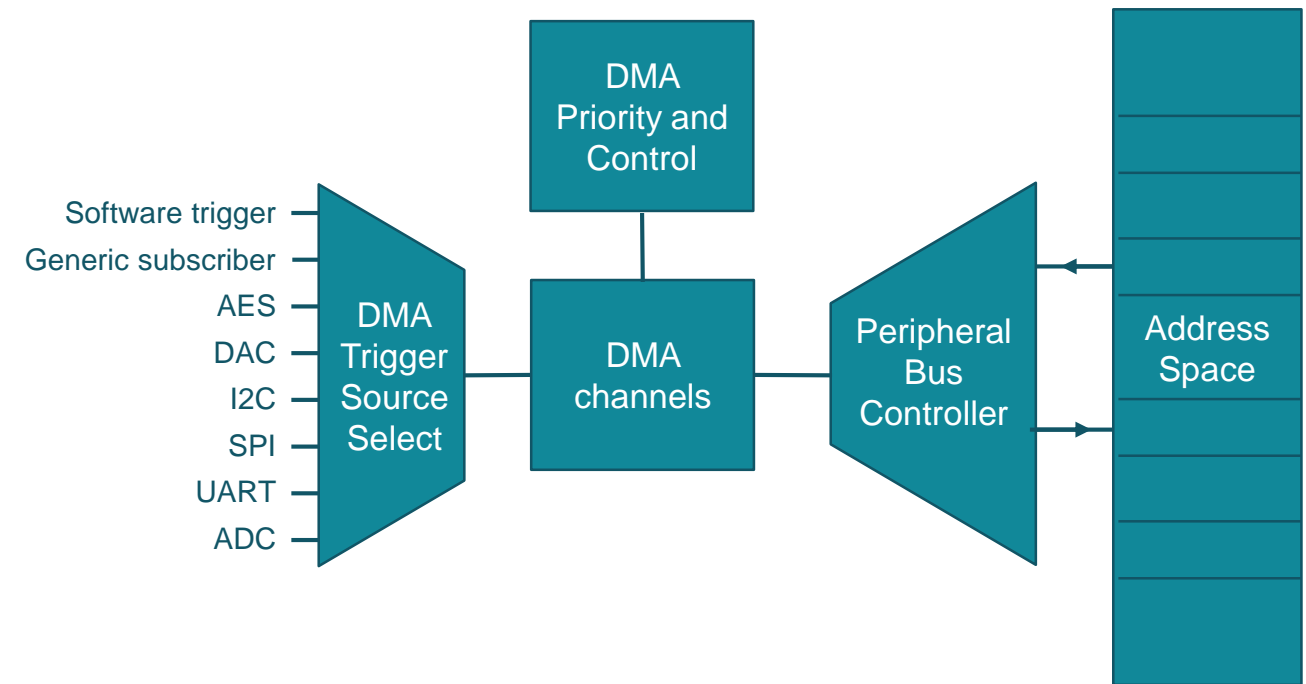 DMA
Priority and
Control
Software trigger
Generic subscriber
AES
DAC
I2C
SPI
UART
ADC
DMA
Trigger
Source
Select
DMA
channels
Peripheral
Bus
Controller
Address
Space